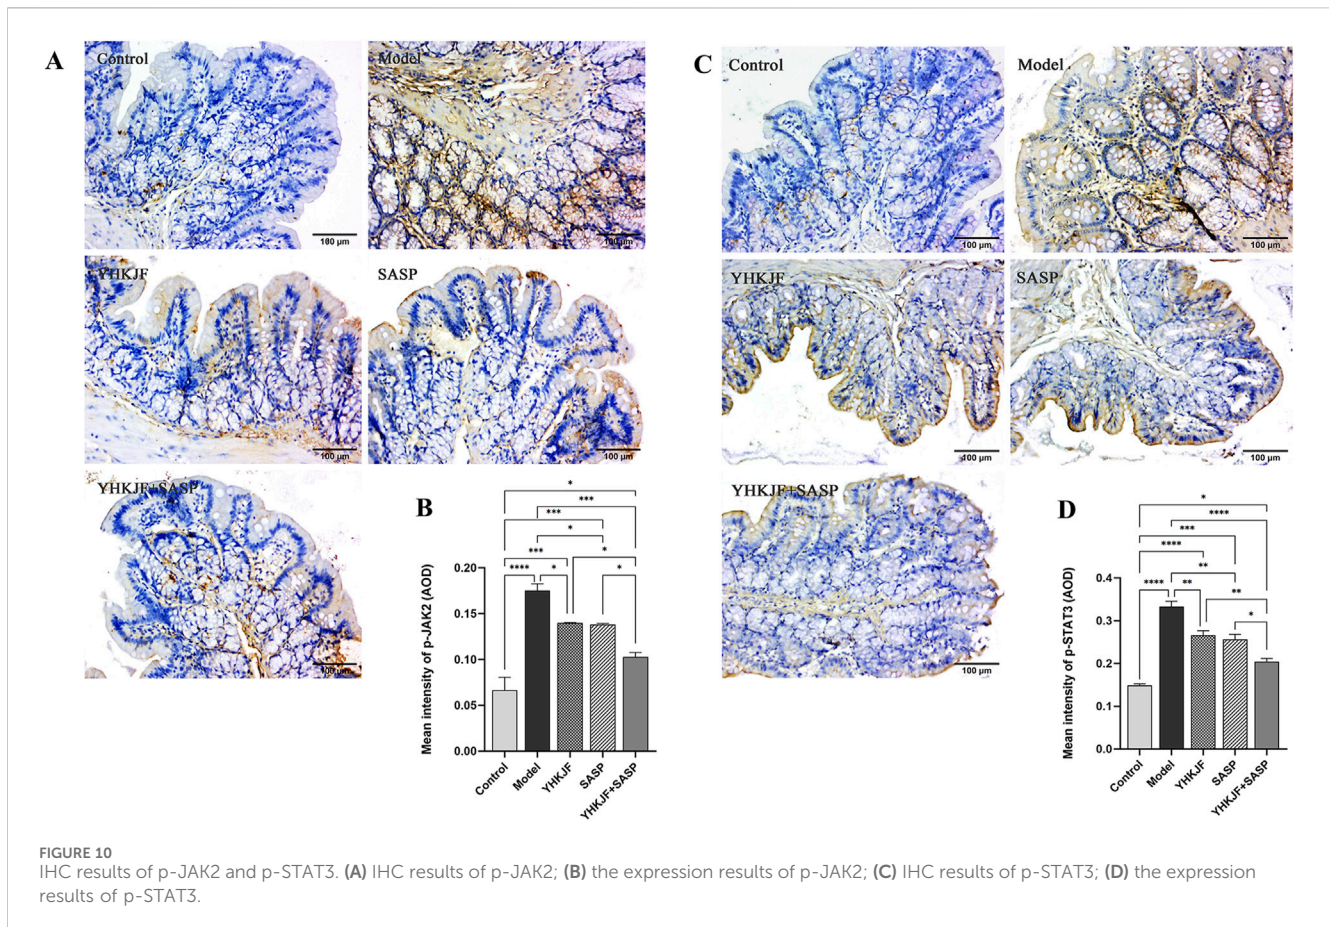 A
Control
Model
100 µm
100 µm
YHKJF
SASP
100 µm
100 µm
YHKJF+SASP
100 µm
B
Mean intensity of p-JAK2 (AOD)
0.20
0.15
0.10
0.05
0.00
*
***
***
*
***
*
****
*
*
Control
Model
YHKJF
SASP
YHKJF+SASP
C
Control
Model
100 µm
100 µm
YHKJF
SASP
100 µm
100 µm
YHKJF+SASP
100 µm
D
Mean intensity of p-STAT3 (AOD)
0.4
0.3
0.2
0.1
0.0
*
****
***
****
**
****
**
**
*
Control
Model
YHKJF
SASP
YHKJF+SASP
FIGURE 10
IHC results of p-JAK2 and p-STAT3. (A) IHC results of p-JAK2; (B) the expression results of p-JAK2; (C) IHC results of p-STAT3; (D) the expression
results of p-STAT3.